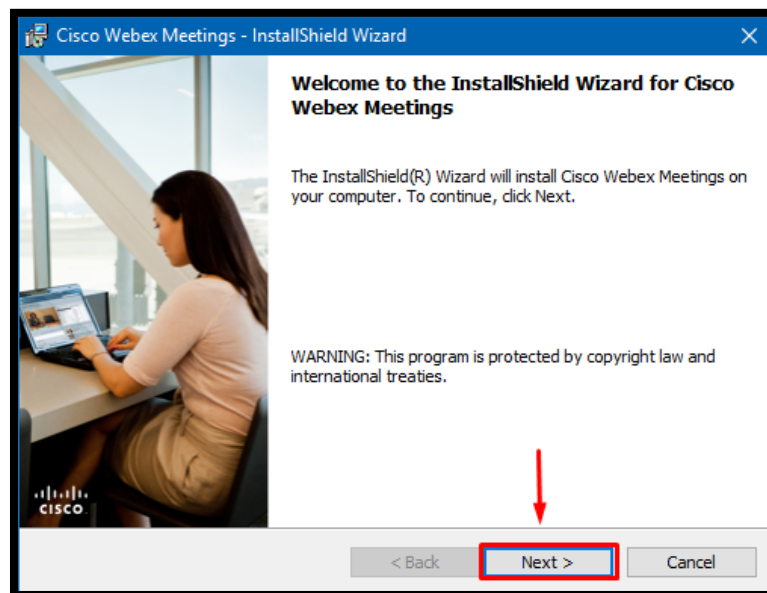 Cisco Webex Meetings - InstallShield Wizard
Welcome to the InstallShield Wizard for Cisco
Webex Meetings
The InstallShield(R) Wizard will install Cisco Webex Meetings on
your computer. To continue, click Next.
WARNING: This program is protected by copyright law and
international treaties.
CISCO
< Back
Next >
Cancel